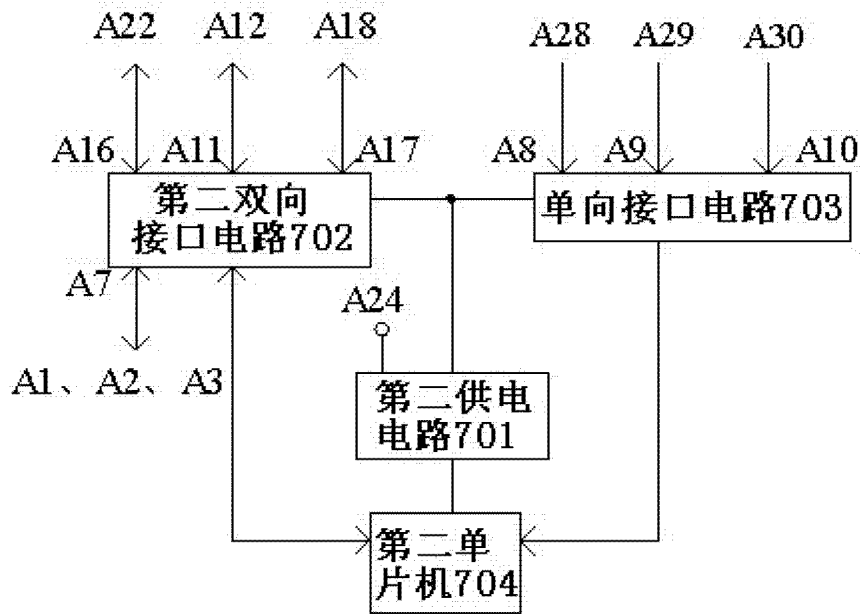 A22 A12 A18 A28 A29 A30
A16 A11 A17 A8 A9 A10
第二双向
接口电路702
单向接口电路703
A7
A24
A1、A2、A3
第二供电
电路701
第二单
片机704